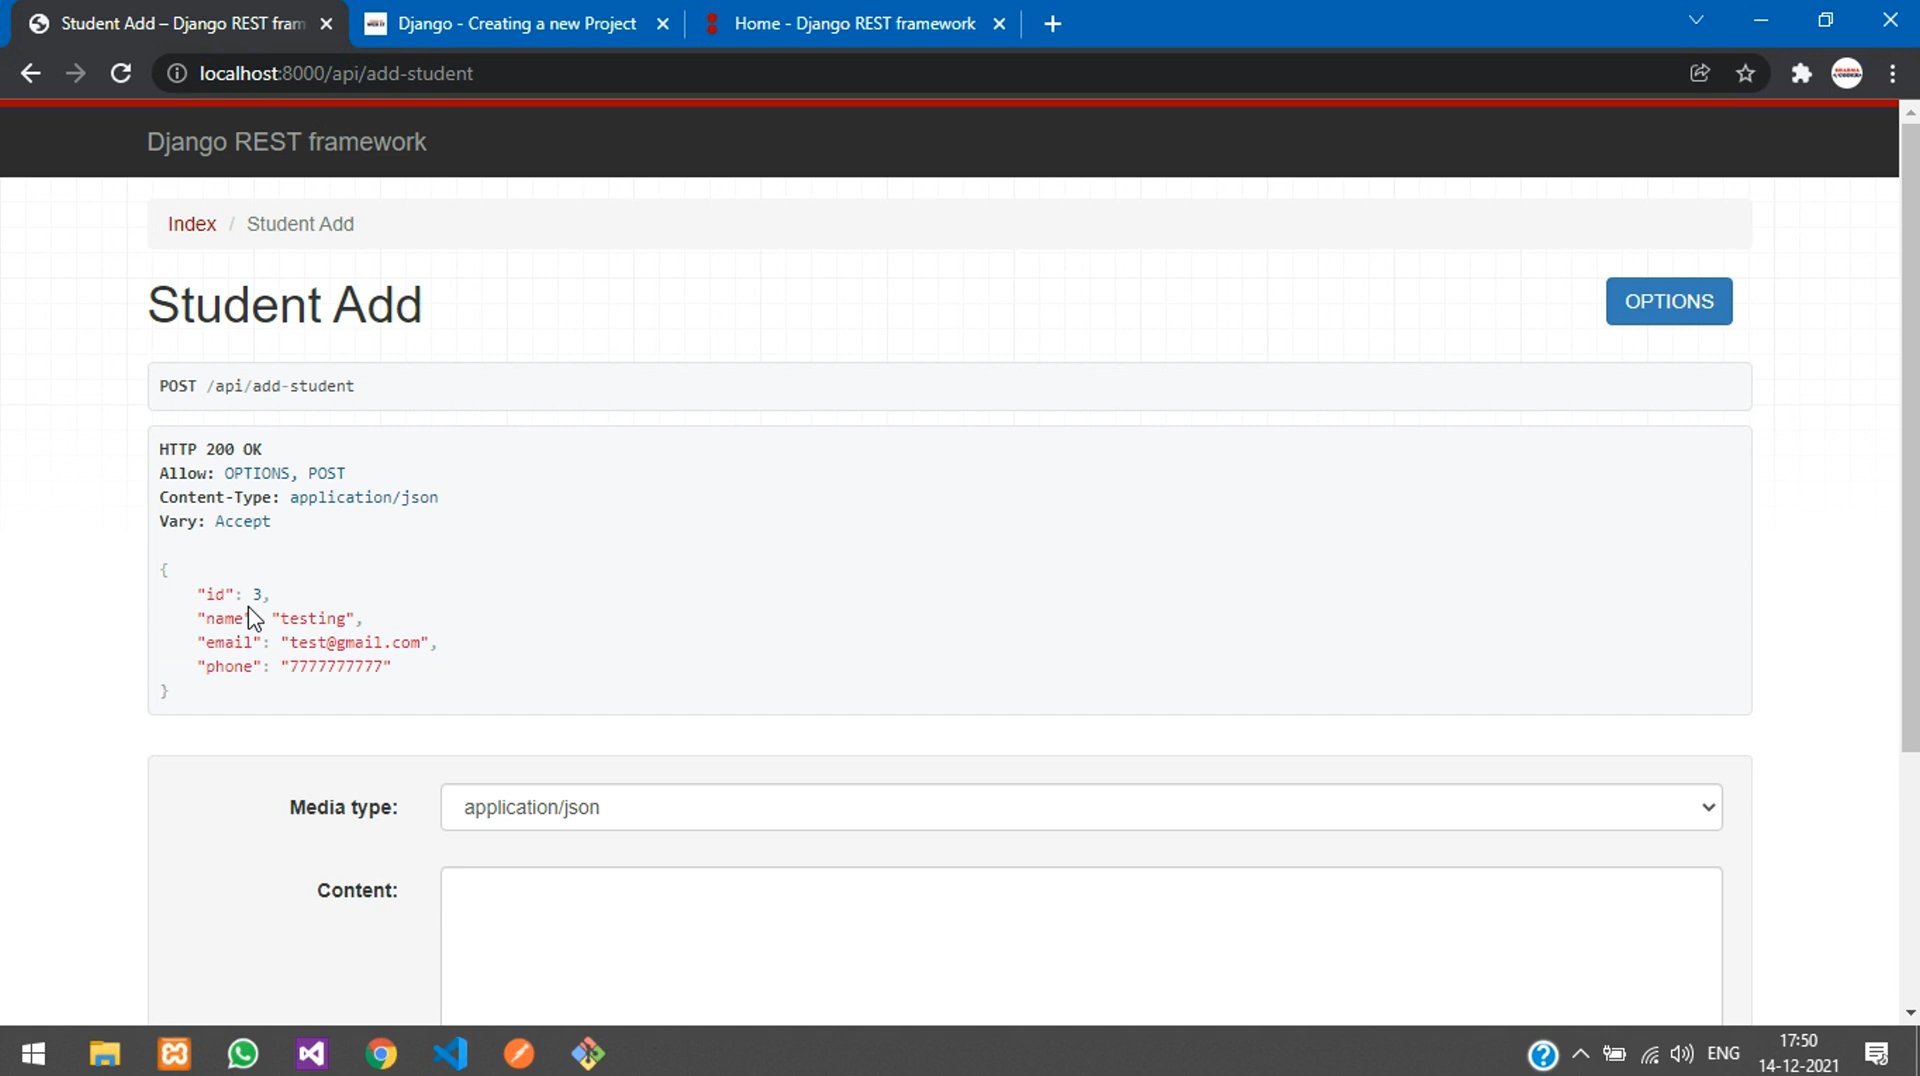 Student Add – Django REST fram
Django - Creating a new Project
Home - Django REST framework
localhost:8000/api/add-student
Django REST framework
Index / Student Add
Student Add
OPTIONS
POST /api/add-student
HTTP 200 OK
Allow: OPTIONS, POST
Content-Type: application/json
Vary: Accept
{
"id": 3,
"name": "testing",
"email": "test@gmail.com",
"phone": "7777777777"
}
Media type:
application/json
Content:
ENG
17:50
14-12-2021